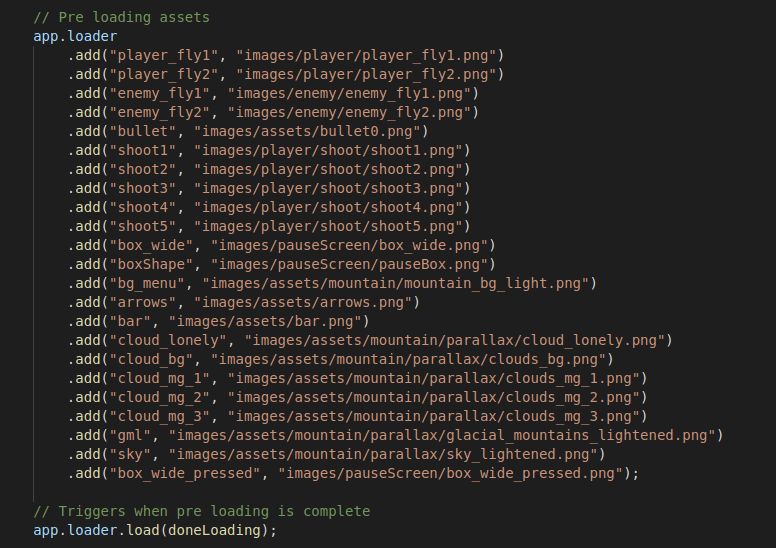 // Pre loading assets
app.loader
.add("player_fly1", "images/player/player_fly1.png")
.add("player_fly2", "images/player/player_fly2.png")
.add("enemy_fly1", "images/enemy/enemy_fly1.png")
.add("enemy_fly2", "images/enemy/enemy_fly2.png")
.add("bullet", "images/assets/bullet0.png")
.add("shoot1", "images/player/shoot/shoot1.png")
.add("shoot2", "images/player/shoot/shoot2.png")
.add("shoot3", "images/player/shoot/shoot3.png")
.add("shoot4", "images/player/shoot/shoot4.png")
.add("shoot5", "images/player/shoot/shoot5.png")
.add("box_wide", "images/pauseScreen/box_wide.png")
.add("boxShape", "images/pauseScreen/pauseBox.png")
.add("bg_menu", "images/assets/mountain/mountain_bg_light.png")
.add("arrows", "images/assets/arrows.png")
.add("bar", "images/assets/bar.png")
.add("cloud_lonely", "images/assets/mountain/parallax/cloud_lonely.png")
.add("cloud_bg", "images/assets/mountain/parallax/clouds_bg.png")
.add("cloud_mg_1", "images/assets/mountain/parallax/clouds_mg_1.png")
.add("cloud_mg_2", "images/assets/mountain/parallax/clouds_mg_2.png")
.add("cloud_mg_3", "images/assets/mountain/parallax/clouds_mg_3.png")
.add("gml", "images/assets/mountain/parallax/glacial_mountains_lightened.png")
.add("sky", "images/assets/mountain/parallax/sky_lightened.png")
.add("box_wide_pressed", "images/pauseScreen/box_wide_pressed.png");
// Triggers when pre loading is complete
app.loader.load(doneLoading);